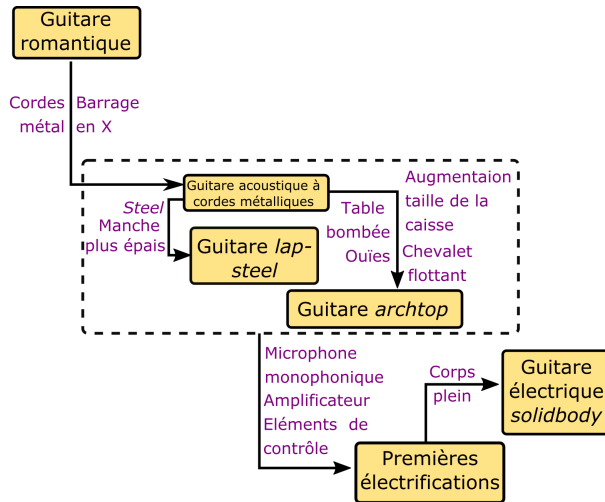 Guitare
romantique
Cordes
métal
Barrage
en X
Guitare acoustique à
cordes métalliques
Steel
Manche
plus épais
Guitare lap-
steel
Table
bombée
Ouïes
Augmentaion
taille de la
caisse
Chevalet
flottant
Guitare archtop
Microphone
monophonique
Amplificateur
Eléments de
contrôle
Premières
électrifications
Corps
plein
Guitare
électrique
solidbody